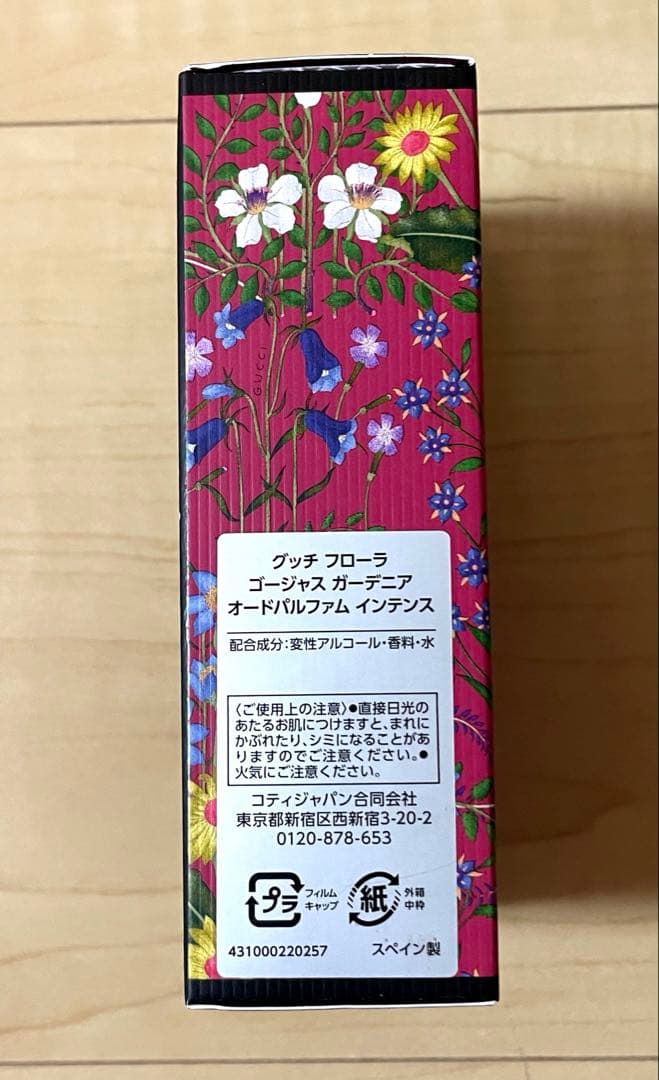 GUCCI
グッチ フローラ
ゴージャス ガーデニア
オードパルファム インテンス
配合成分:変性アルコール・香料・水
〈ご使用上の注意〉●直接日光の
あたるお肌につけますと、まれに
かぶれたり、シミになることがあ
りますのでご注意ください。●
火気にご注意ください。
コティジャパン合同会社
東京都新宿区西新宿3-20-2
0120-878-653
プラ フィルム キャップ 紙 外箱 中枠
431000220257 スペイン製